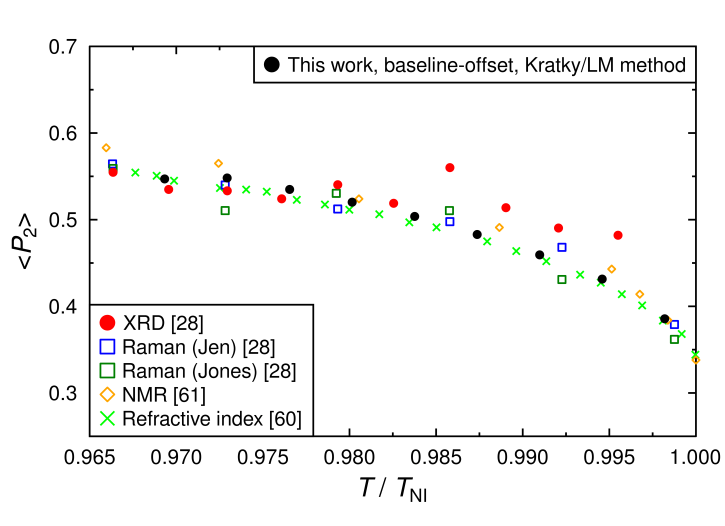 0.7
This work, baseline-offset, Kratky/LM method
0.6
0.5
<P2>
0.4
XRD [28]
Raman (Jen) [28]
Raman (Jones) [28]
0.3
NMR [61]
Refractive index [60]
0.965 0.970 0.975 0.980 0.985 0.990 0.995 1.000
T / TNI